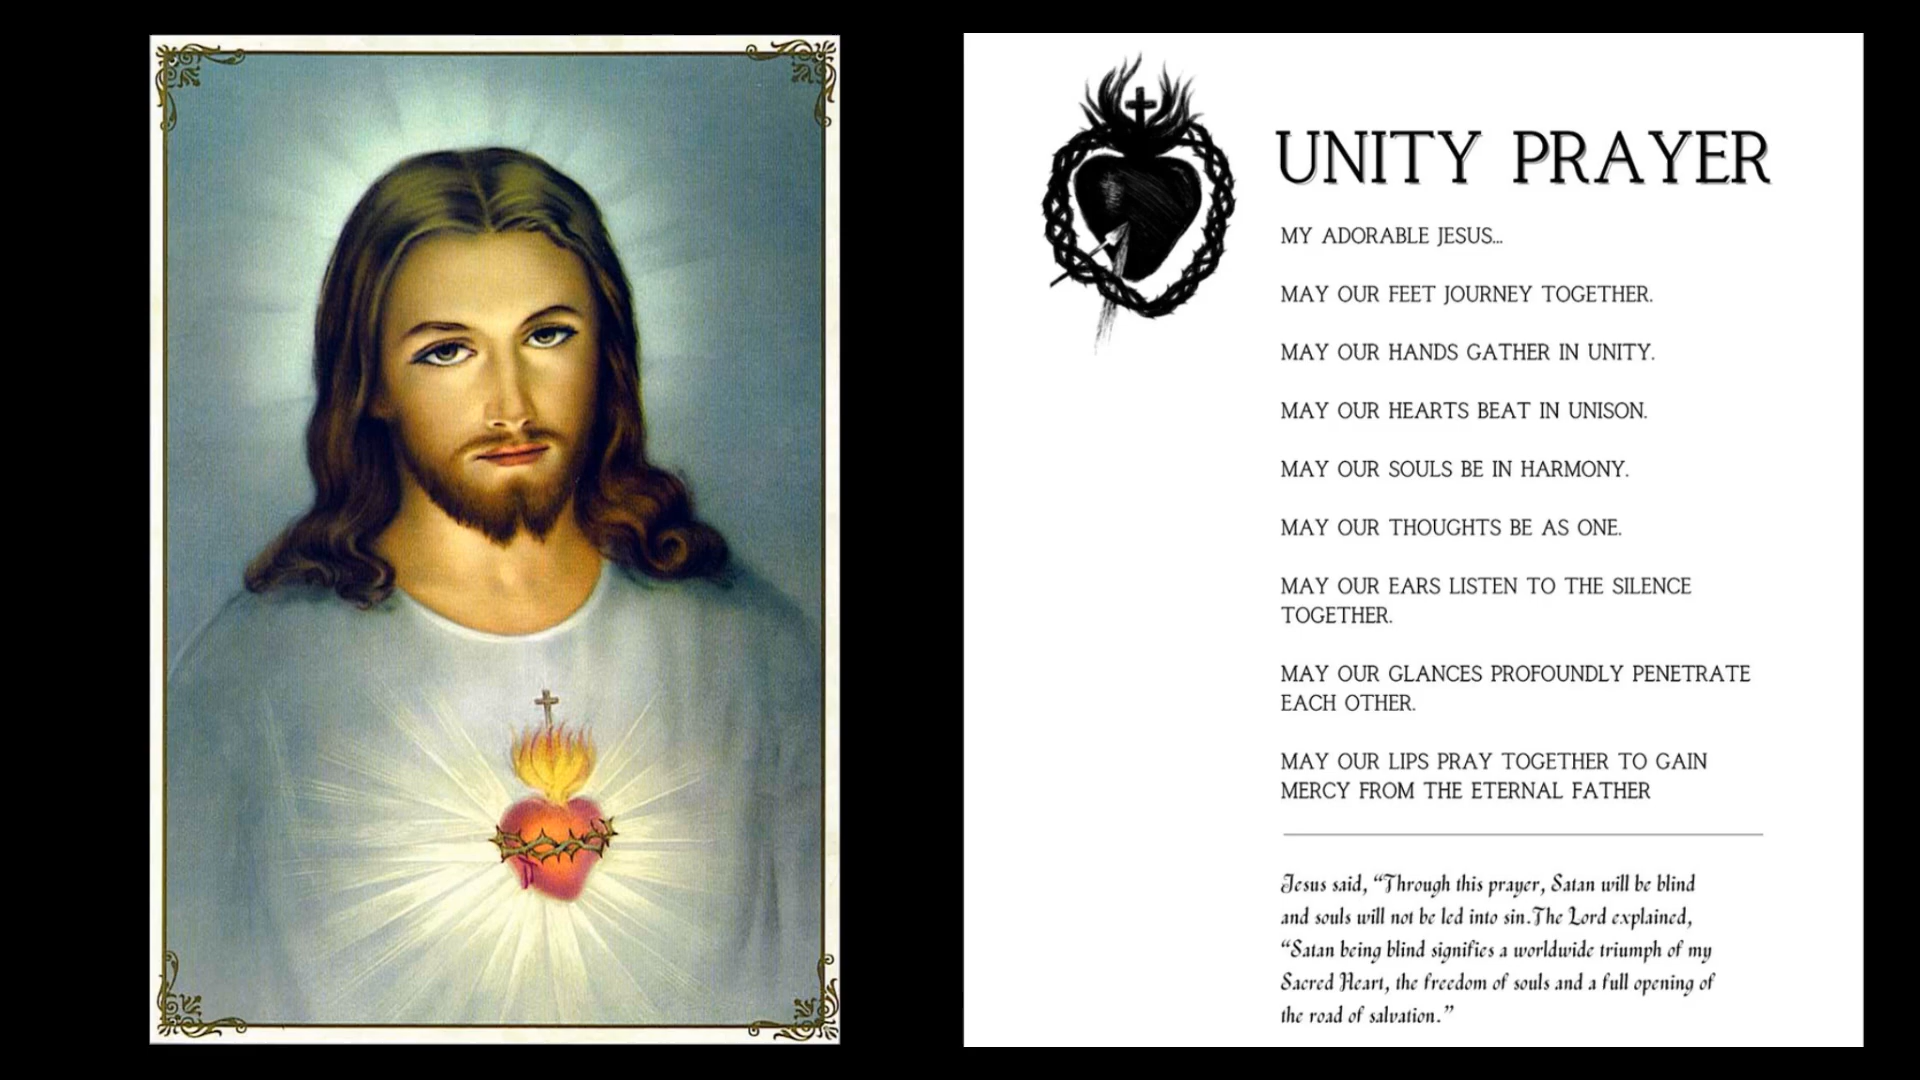 UNITY PRAYER
MY ADORABLE JESUS...
MAY OUR FEET JOURNEY TOGETHER.
MAY OUR HANDS GATHER IN UNITY.
MAY OUR HEARTS BEAT IN UNISON.
MAY OUR SOULS BE IN HARMONY.
MAY OUR THOUGHTS BE AS ONE.
MAY OUR EARS LISTEN TO THE SILENCE
TOGETHER.
MAY OUR GLANCES PROFOUNDLY PENETRATE
EACH OTHER.
MAY OUR LIPS PRAY TOGETHER TO GAIN
MERCY FROM THE ETERNAL FATHER
Jesus said, “Through this prayer, Satan will be blind
and souls will not be led into sin.The Lord explained,
“Satan being blind signifies a worldwide triumph of my
Sacred Heart, the freedom of souls and a full opening of
the road of salvation.”